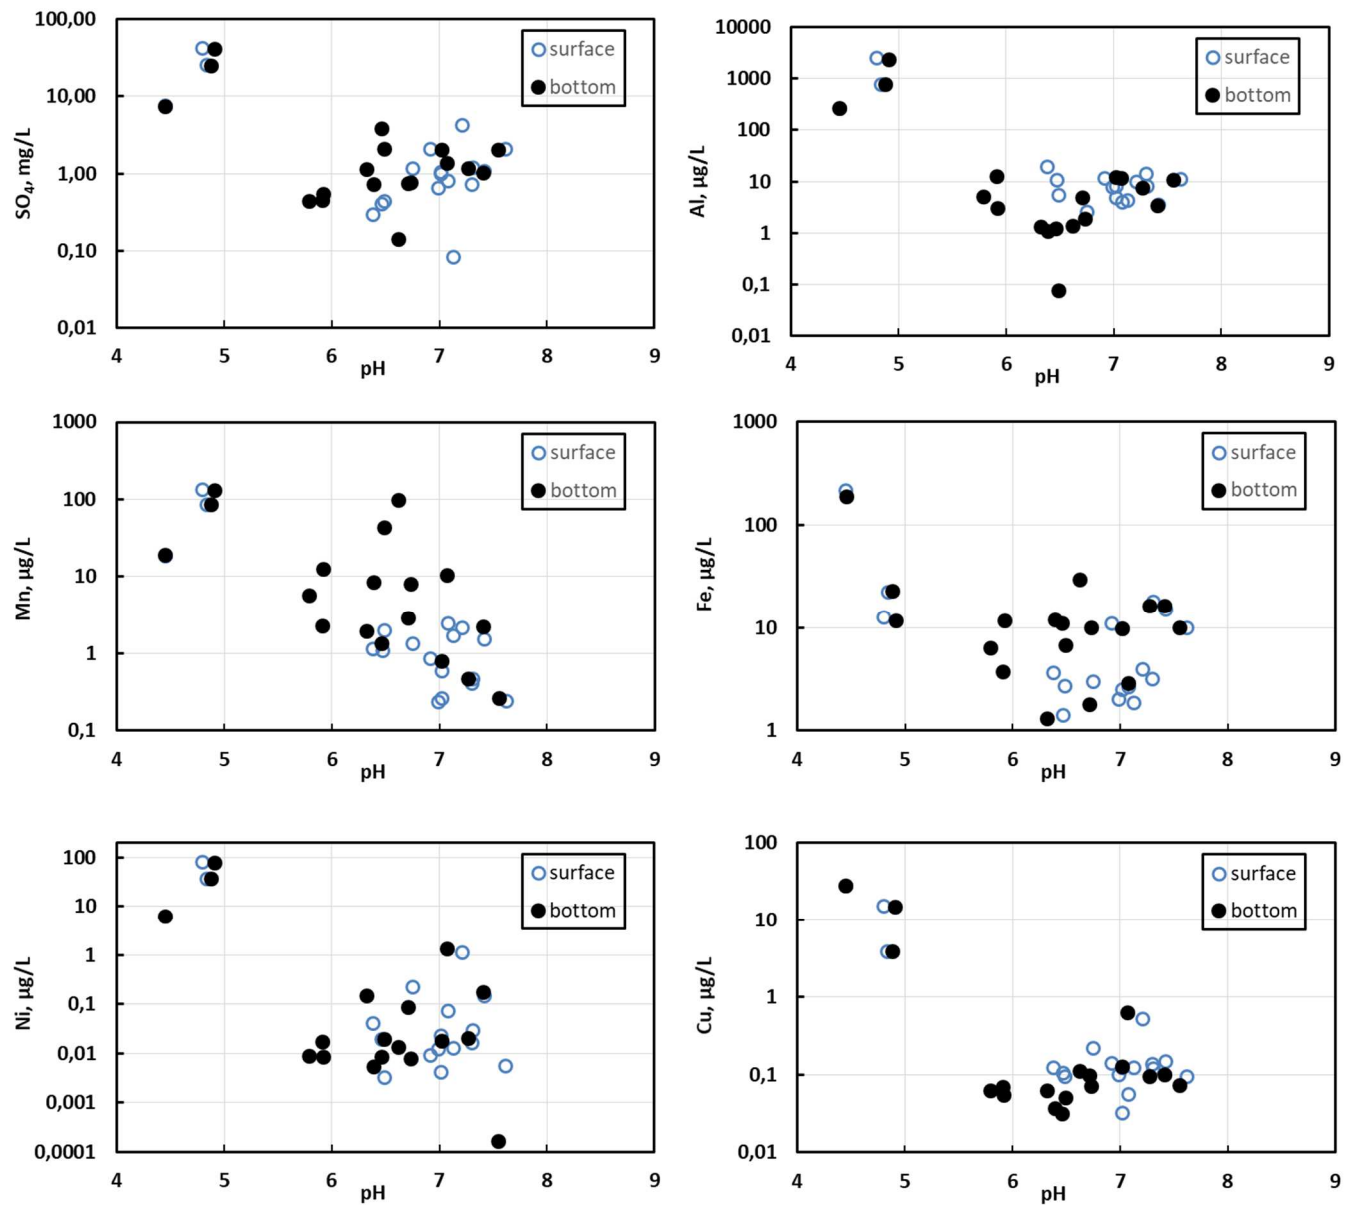 100,00
10,00
1,00
0,10
0,01
SO₄, mg/L
4 5 6 7 8 9
pH
surface
bottom
10000
1000
100
10
1
0,1
0,01
Al, µg/L
4 5 6 7 8 9
pH
surface
bottom
1000
100
10
1
0,1
Mn, µg/L
4 5 6 7 8 9
pH
surface
bottom
1000
100
10
1
Fe, µg/L
4 5 6 7 8 9
pH
surface
bottom
100
10
1
0,1
0,01
0,001
0,0001
Ni, µg/L
4 5 6 7 8 9
pH
surface
bottom
100
10
1
0,1
0,01
Cu, µg/L
4 5 6 7 8 9
pH
surface
bottom